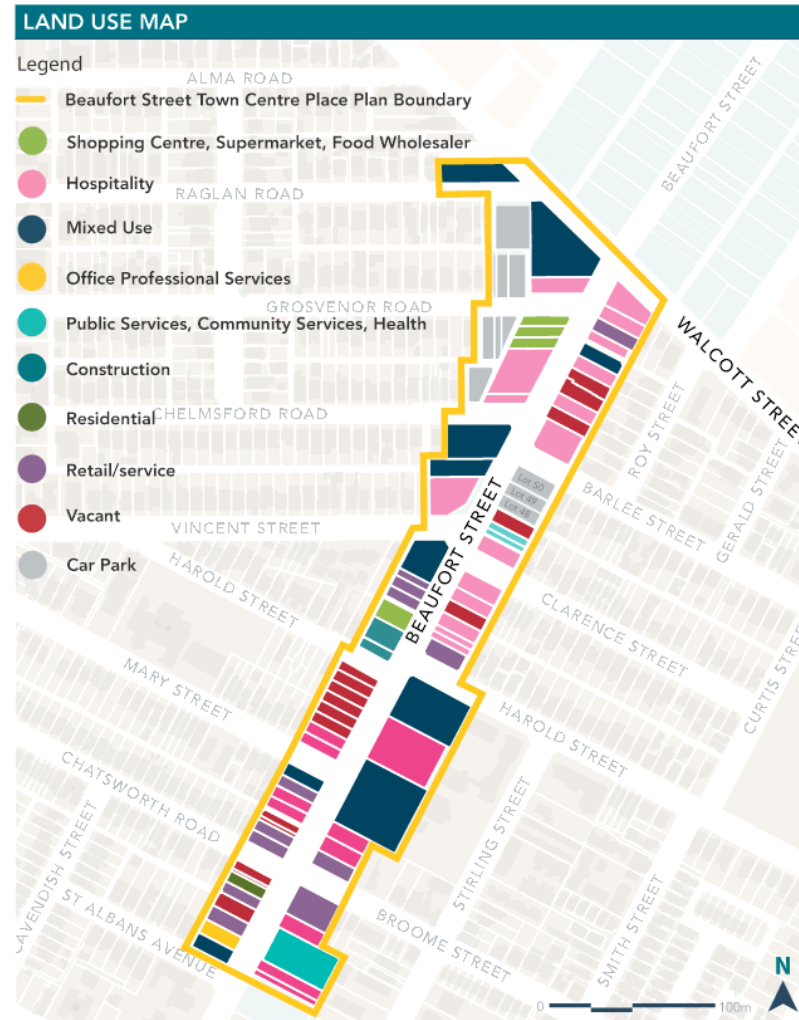 LAND USE MAP
Legend
Beaufort Street Town Centre Place Plan Boundary
Shopping Centre, Supermarket, Food Wholesaler
Hospitality
Mixed Use
Office Professional Services
Public Services, Community Services, Health
Construction
Residential
Retail/service
Vacant
Car Park
ALMA ROAD
RAGLAN ROAD
GROSVENOR ROAD
CHELMSFORD ROAD
VINCENT STREET
HAROLD STREET
MARY STREET
CHATSWORTH ROAD
CAVENDISH STREET
ST ALBANS AVENUE
BEAUFORT STREET
WALCOTT STREET
ROY STREET
GERALD STREET
BARLEE STREET
Lot 50
Lot 49
Lot 48
BEAUFORT STREET
CLARENCE STREET
CURTIS STRE
HAROLD STREET
STIRLING STREET
BROOME STREET
SMITH STREET
N
0 100m